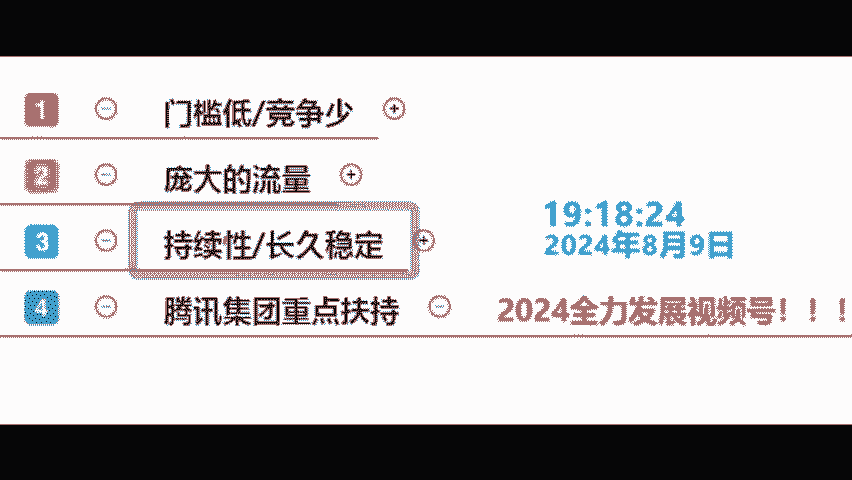 1 门槛低/竞争少
2 庞大的流量
19:18:24
3 持续性/长久稳定
2024年8月9日
4 腾讯集团重点扶持 2024全力发展视频号！！！